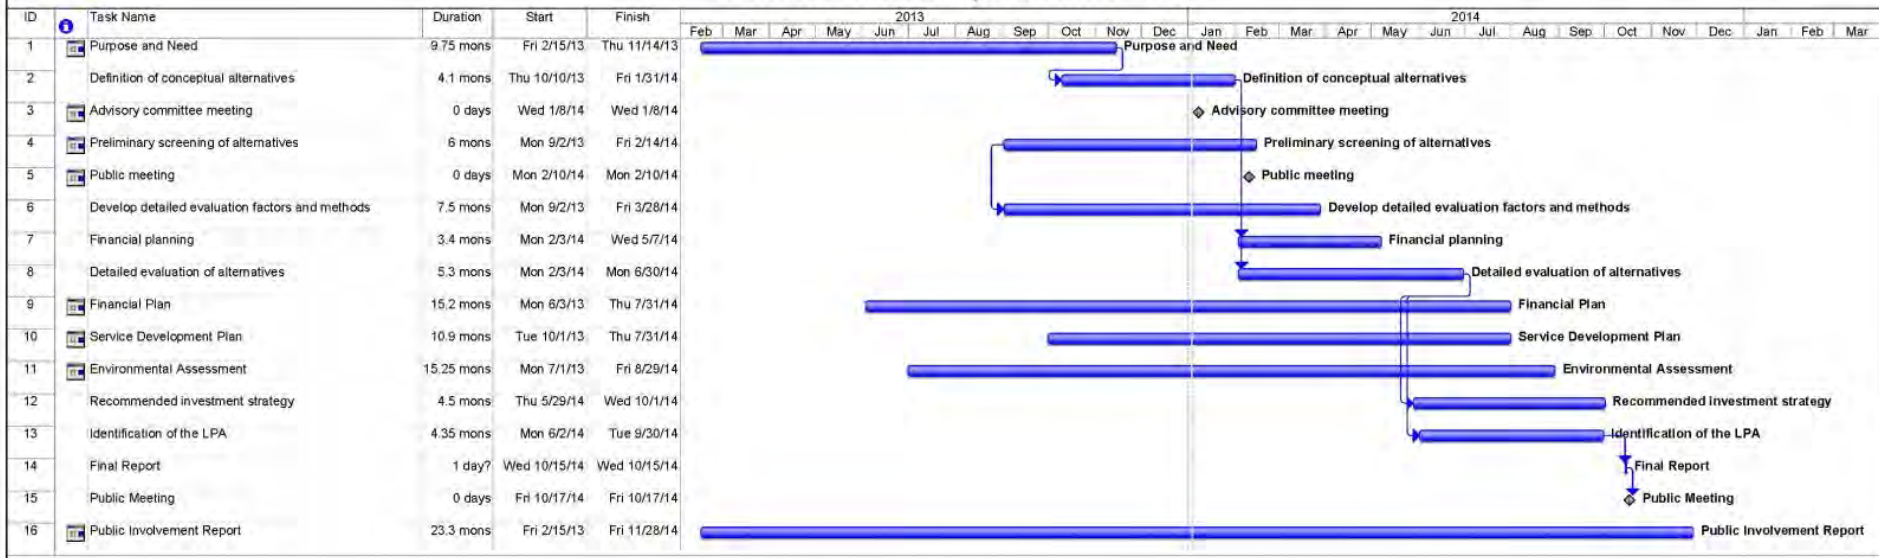 ID Task Name Duration Start Finish 2013 2014
Feb Mar Apr May Jun Jul Aug Sep Oct Nov Dec Jan Feb Mar Apr May Jun Jul Aug Sep Oct Nov Dec Jan Feb Mar
1 Purpose and Need 9.75 mons Fri 2/15/13 Thu 11/14/13 Purpose and Need
2 Definition of conceptual alternatives 4.1 mons Thu 10/10/13 Fri 1/31/14 Definition of conceptual alternatives
3 Advisory committee meeting 0 days Wed 1/8/14 Wed 1/8/14 Advisory committee meeting
4 Preliminary screening of alternatives 6 mons Mon 9/2/13 Fri 2/14/14 Preliminary screening of alternatives
5 Public meeting 0 days Mon 2/10/14 Mon 2/10/14 Public meeting
6 Develop detailed evaluation factors and methods 7.5 mons Mon 9/2/13 Fri 3/28/14 Develop detailed evaluation factors and methods
7 Financial planning 3.4 mons Mon 2/3/14 Wed 5/7/14 Financial planning
8 Detailed evaluation of alternatives 5.3 mons Mon 2/3/14 Mon 6/30/14 Detailed evaluation of alternatives
9 Financial Plan 15.2 mons Mon 6/3/13 Thu 7/31/14 Financial Plan
10 Service Development Plan 10.9 mons Tue 10/1/13 Thu 7/31/14 Service Development Plan
11 Environmental Assessment 15.25 mons Mon 7/1/13 Fri 8/29/14 Environmental Assessment
12 Recommended investment strategy 4.5 mons Thu 5/29/14 Wed 10/1/14 Recommended investment strategy
13 Identification of the LPA 4.35 mons Mon 6/2/14 Tue 9/30/14 Identification of the LPA
14 Final Report 1 day? Wed 10/15/14 Wed 10/15/14 Final Report
15 Public Meeting 0 days Fri 10/17/14 Fri 10/17/14 Public Meeting
16 Public Involvement Report 23.3 mons Fri 2/15/13 Fri 11/28/14 Public Involvement Report